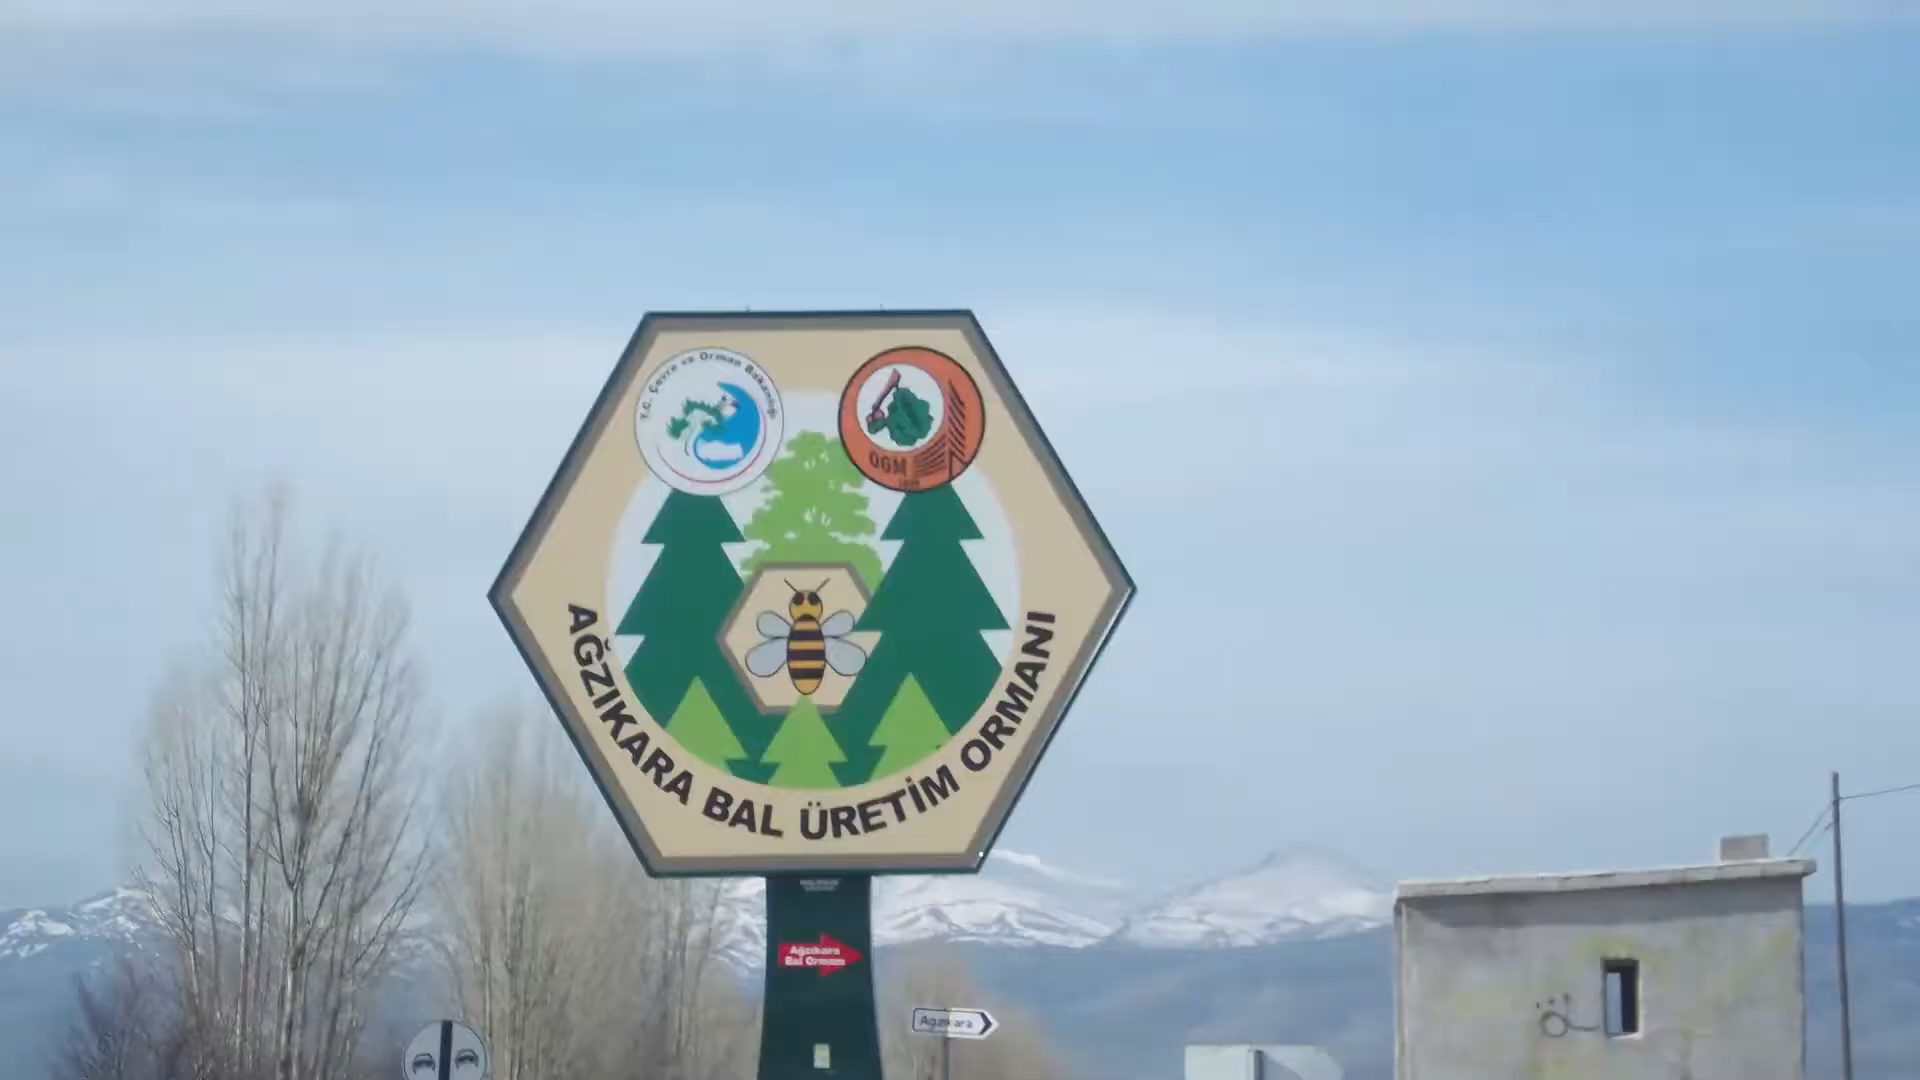 T.C. Çevre ve Orman Bakanlığı
OGM
AĞZIKARA BAL ÜRETİM ORMANI
Ağzıkara
Bal Ormanı
Ağzıkara